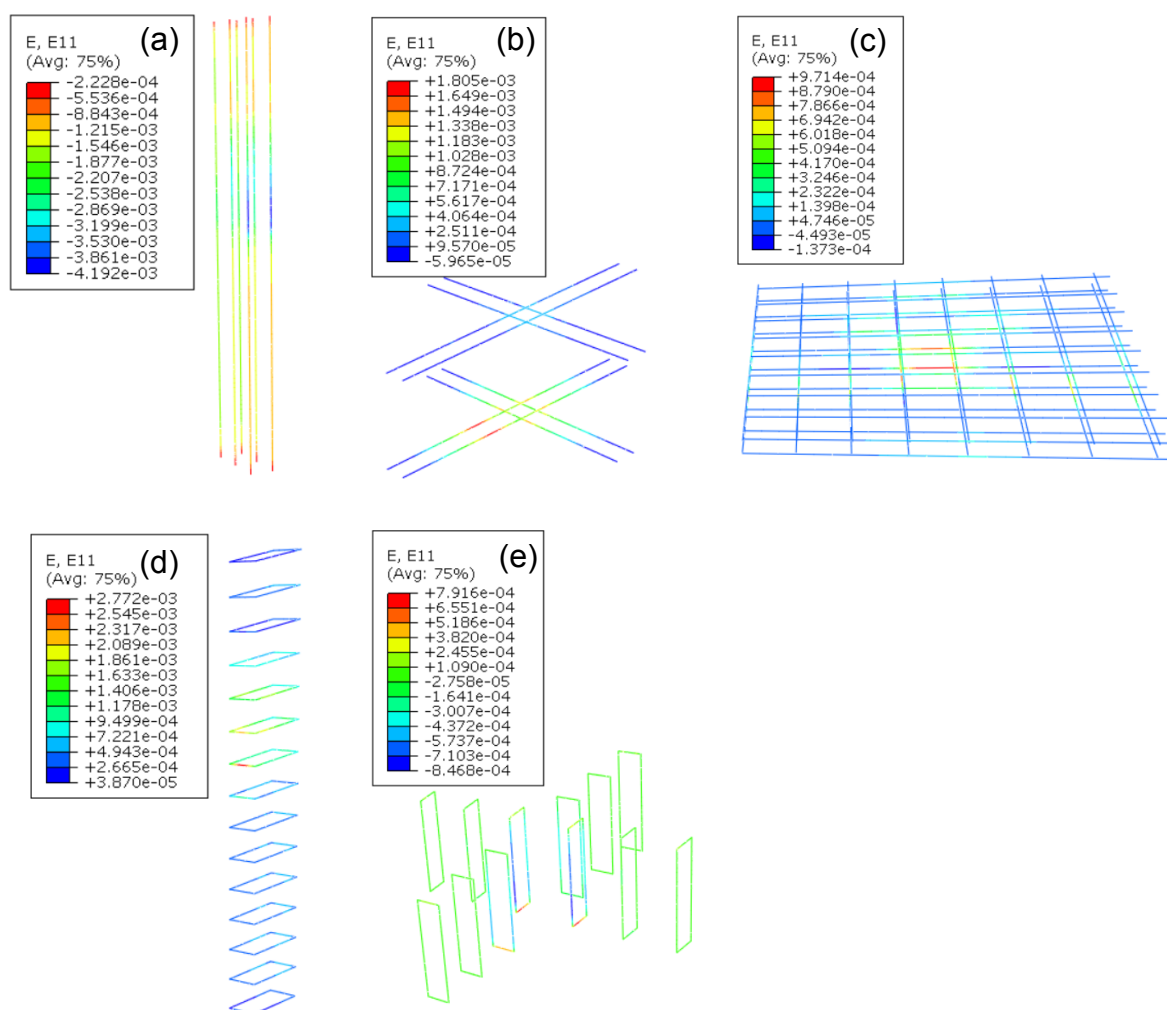 (a)
E, E11
(Avg: 75%)
-2.228e-04
-5.536e-04
-8.843e-04
-1.215e-03
-1.546e-03
-1.877e-03
-2.207e-03
-2.538e-03
-2.869e-03
-3.199e-03
-3.530e-03
-3.861e-03
-4.192e-03
(b)
E, E11
(Avg: 75%)
+1.805e-03
+1.649e-03
+1.494e-03
+1.338e-03
+1.183e-03
+1.028e-03
+8.724e-04
+7.171e-04
+5.617e-04
+4.064e-04
+2.511e-04
+9.570e-05
-5.965e-05
(c)
E, E11
(Avg: 75%)
+9.714e-04
+8.790e-04
+7.866e-04
+6.942e-04
+6.018e-04
+5.094e-04
+4.170e-04
+3.246e-04
+2.322e-04
+1.398e-04
+4.746e-05
-4.493e-05
-1.373e-04
(d)
E, E11
(Avg: 75%)
+2.772e-03
+2.545e-03
+2.317e-03
+2.089e-03
+1.861e-03
+1.633e-03
+1.406e-03
+1.178e-03
+9.499e-04
+7.221e-04
+4.943e-04
+2.665e-04
+3.870e-05
(e)
E, E11
(Avg: 75%)
+7.916e-04
+6.551e-04
+5.186e-04
+3.820e-04
+2.455e-04
+1.090e-04
-2.758e-05
-1.641e-04
-3.007e-04
-4.372e-04
-5.737e-04
-7.103e-04
-8.468e-04